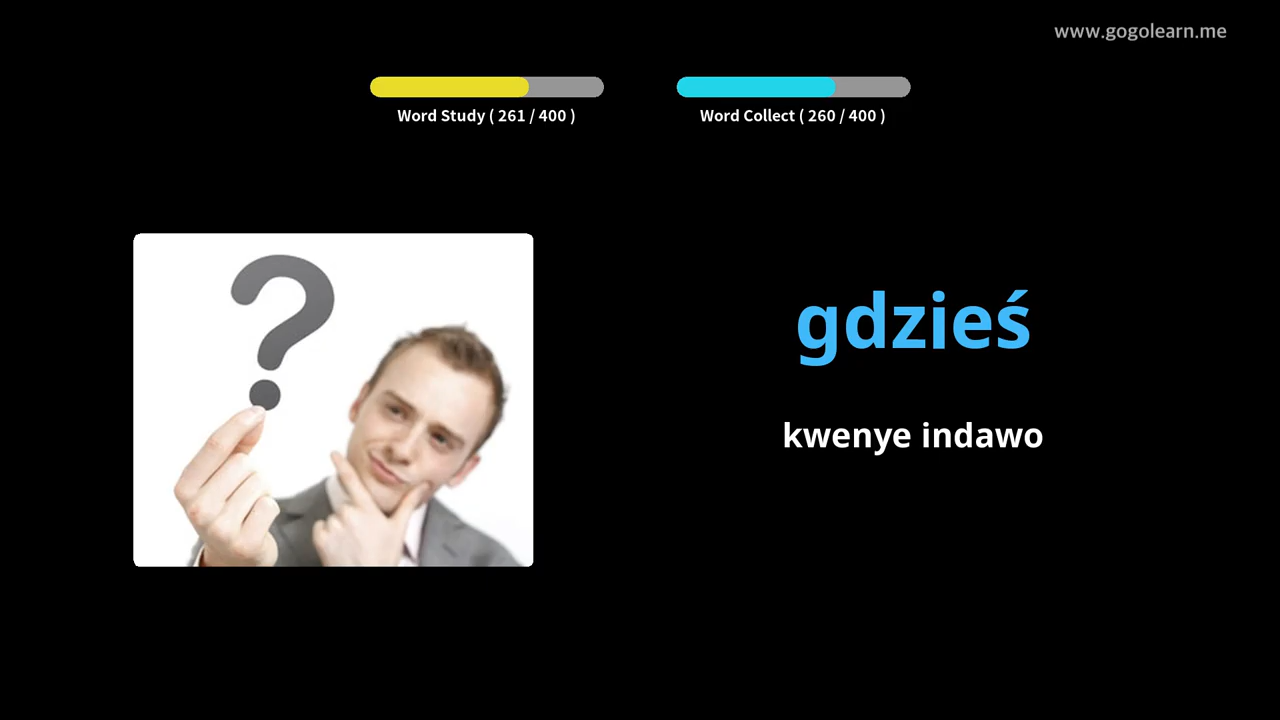 www.gogolearn.me
Word Study ( 261 / 400 )
Word Collect ( 260 / 400 )
?
gdzieś
kwenye indawo